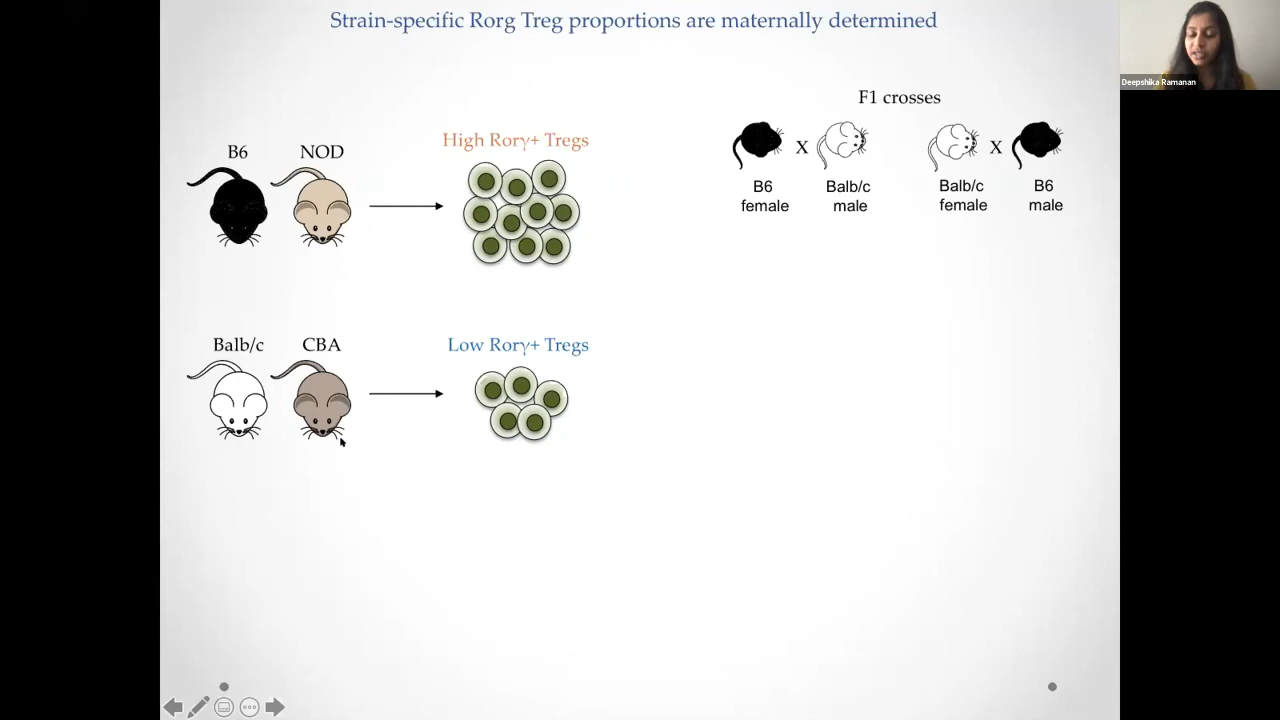 Strain-specific Rorg Treg proportions are maternally determined
Deepshika Ramanan
B6
NOD
High Rorγ+ Tregs
Balb/c
CBA
Low Rorγ+ Tregs
F1 crosses
X
X
B6
female
Balb/c
male
Balb/c
female
B6
male